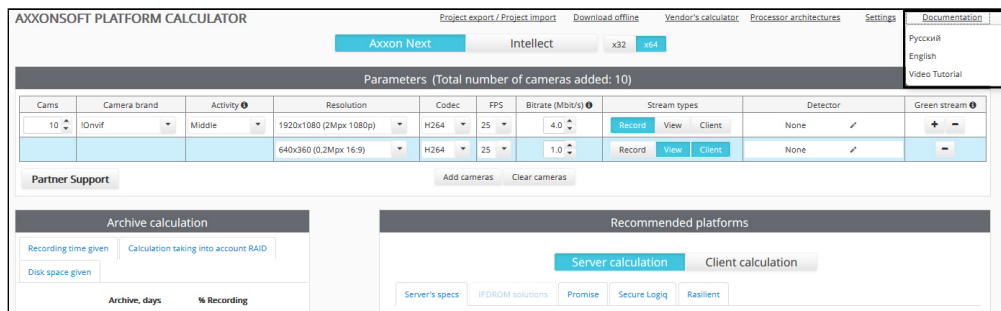 AXXONSOFT PLATFORM CALCULATOR
Project export / Project import Download offline Vendor's calculator Processor architectures Settings Documentation
Русский
English
Video Tutorial
Axxon Next Intellect x32 x64
Parameters (Total number of cameras added: 10)
Cams Camera brand Activity Resolution Codec FPS Bitrate (Mbit/s) Stream types Detector Green stream
10 !Onvif Middle 1920x1080 (2Mpx 1080p) H264 25 4.0 Record View Client None + -
640x360 (0,2Mpx 16:9) H264 25 1.0 Record View Client None -
Partner Support Add cameras Clear cameras
Archive calculation
Recording time given Calculation taking into account RAID
Disk space given
Archive, days % Recording
Recommended platforms
Server calculation Client calculation
Server's specs IPDROM solutions Promise Secure Logiq Rasilient